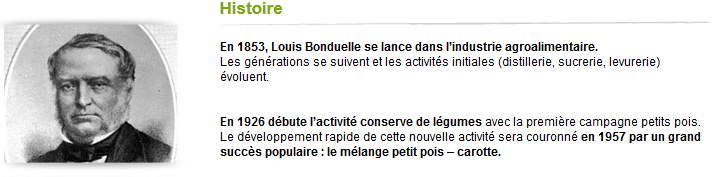 Histoire
En 1853, Louis Bonduelle se lance dans l'industrie agroalimentaire.
Les générations se suivent et les activités initiales (distillerie, sucrerie, levurerie)
évoluent.
En 1926 débute l'activité conserve de légumes avec la première campagne petits pois.
Le développement rapide de cette nouvelle activité sera couronné en 1957 par un grand
succès populaire : le mélange petit pois – carotte.